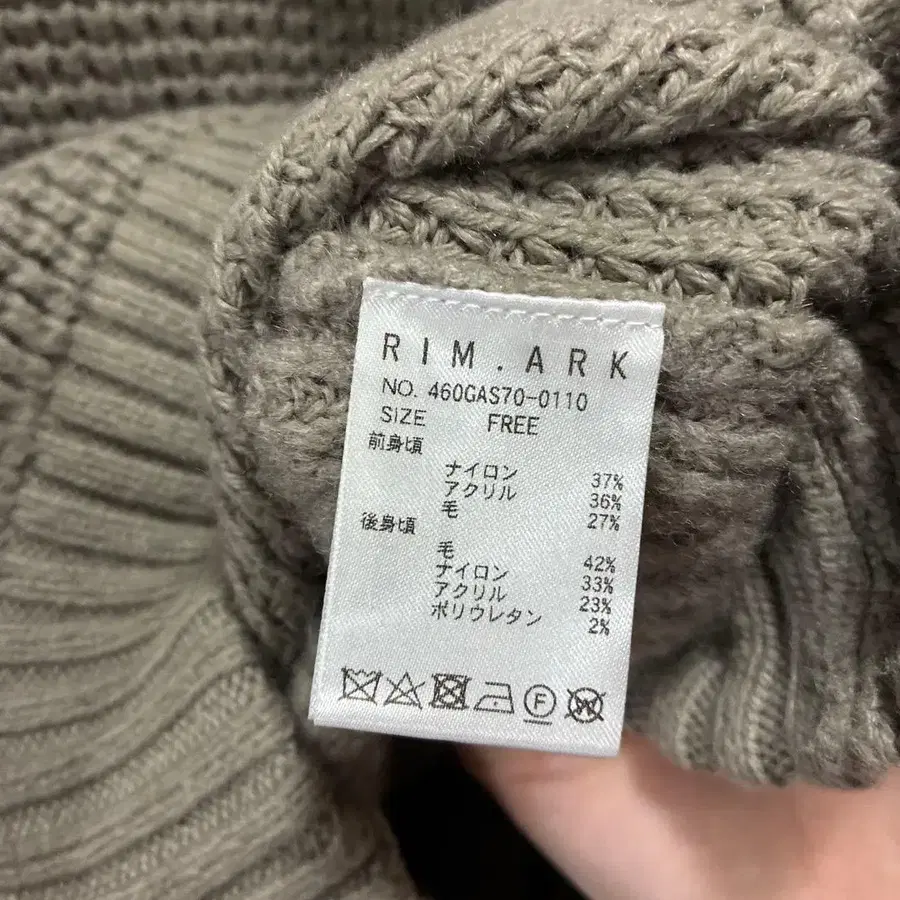 RIM.ARK
NO. 460GAS70-0110
SIZE FREE
前身頃
ナイロン 37%
アクリル 36%
毛 27%
後身頃
毛 42%
ナイロン 33%
アクリル 23%
ポリウレタン 2%
F W